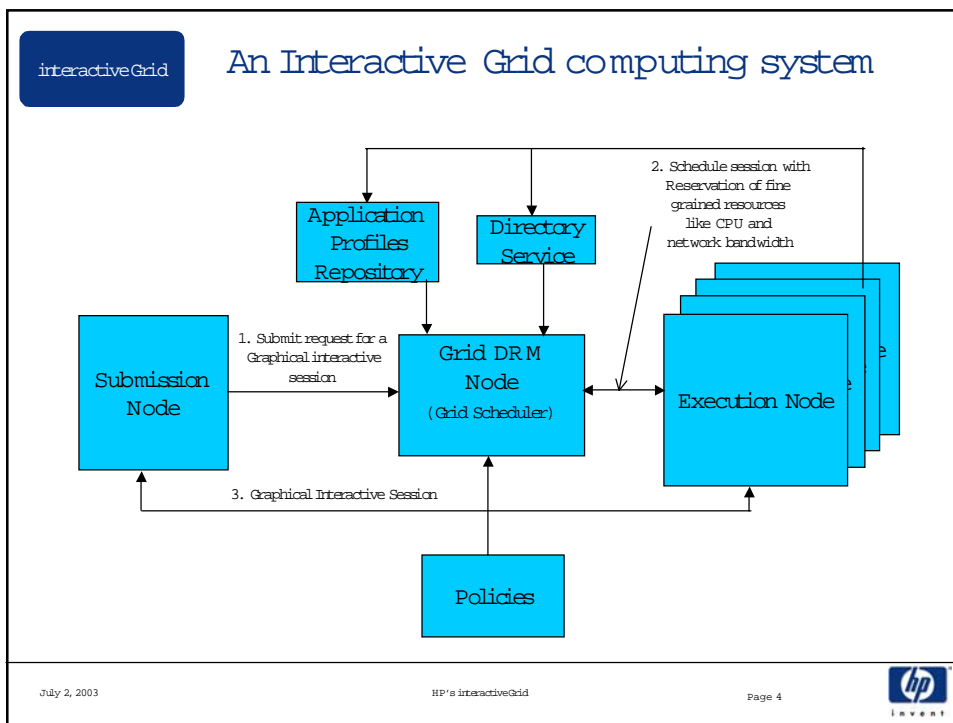 interactiveGrid
An Interactive Grid computing system
2. Schedule session with
Reservation of fine
grained resources
like CPU and
network bandwidth
Application
Profiles
Repository
Directory
Service
1. Submit request for a
Graphical interactive
session
Submission
Node
Grid DRM
Node
(Grid Scheduler)
Execution Node
e
e
3. Graphical Interactive Session
Policies
July 2, 2003
HP's interactiveGrid
Page 4
hp
invent